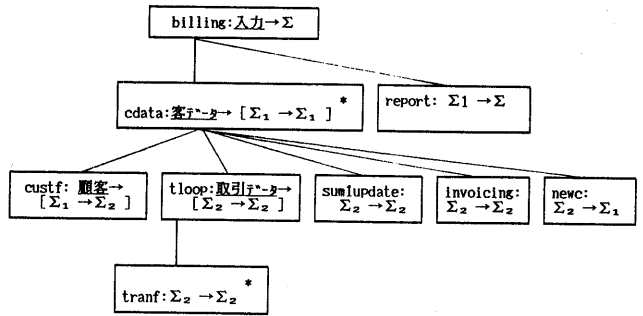 billing:入力→Σ
cdata:客ﾃﾞｰﾀ→ [Σ₁ →Σ₁ ] *
report: Σ1 →Σ
custf: 顧客→
[Σ₁ →Σ₂ ]
tloop:取引ﾃﾞｰﾀ→
[Σ₂ →Σ₂ ]
sum1update:
Σ₂ →Σ₂
invoicing:
Σ₂ →Σ₂
newc:
Σ₂ →Σ₁
tranf:Σ₂ →Σ₂ *